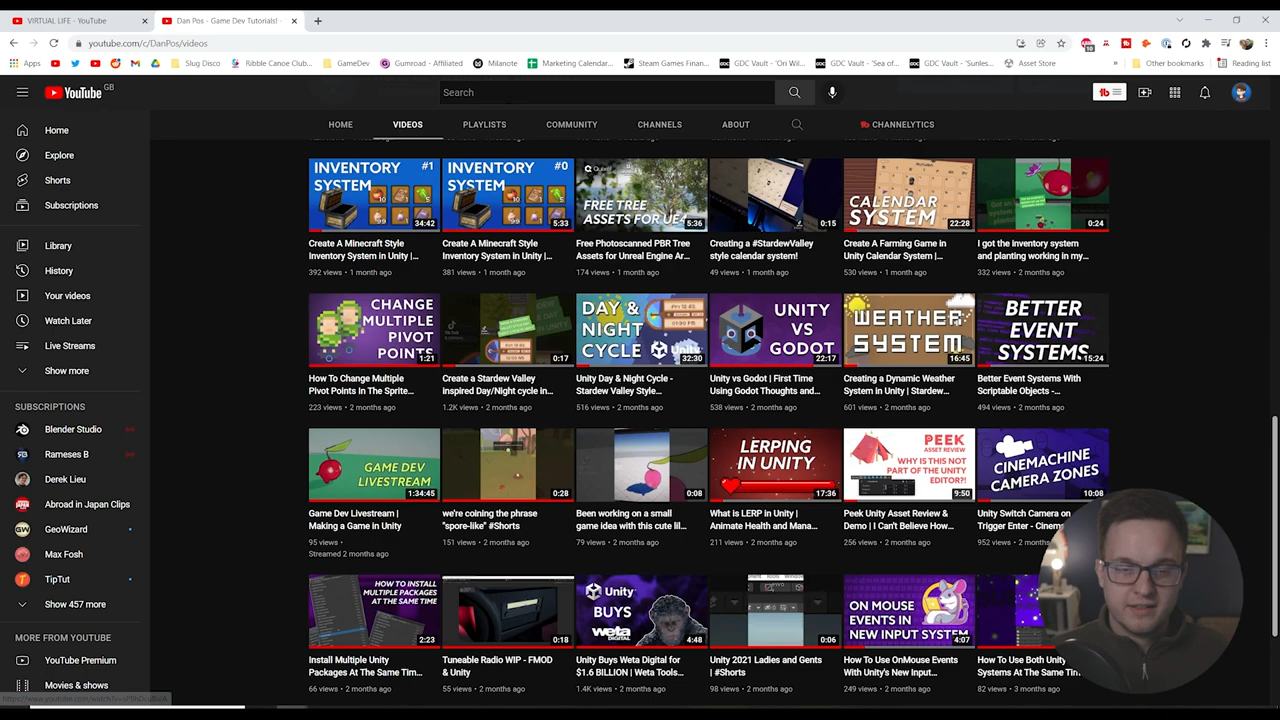 VIRTUAL LIFE - YouTube
Dan Pos - Game Dev Tutorials! -
youtube.com/c/DanPos/videos
Apps
Slug Disco
Ribble Canoe Club...
GameDev
Gumroad - Affiliated
Milanote
Marketing Calendar...
Steam Games Finan...
GDC Vault - 'Ori Wil...
GDC Vault - 'Sea of...
GDC Vault - 'Sunles...
Asset Store
»
Other bookmarks
Reading list
YouTube GB
Search
HOME
VIDEOS
PLAYLISTS
COMMUNITY
CHANNELS
ABOUT
CHANNELYTICS
Home
Explore
Shorts
Subscriptions
Library
History
Your videos
Watch Later
Live Streams
Show more
SUBSCRIPTIONS
Blender Studio
Rameses B
Derek Lieu
Abroad in Japan Clips
GeoWizard
Max Fosh
TipTut
Show 457 more
MORE FROM YOUTUBE
YouTube Premium
Movies & shows
INVENTORY #1
SYSTEM
34:42
Create A Minecraft Style
Inventory System in Unity |...
392 views • 1 month ago
INVENTORY #0
SYSTEM
5:33
Create A Minecraft Style
Inventory System in Unity |...
381 views • 1 month ago
FREE TREE
ASSETS FOR UE4
5:36
Free Photoscanned PBR Tree
Assets for Unreal Engine Ar...
174 views • 1 month ago
0:15
Creating a #StardewValley
style calendar system!
49 views • 1 month ago
CALENDAR
SYSTEM
22:28
Create A Farming Game in
Unity Calendar System |...
530 views • 1 month ago
0:24
I got the inventory system
and planting working in my...
332 views • 2 months ago
CHANGE
MULTIPLE
PIVOT
POINTS
1:21
How To Change Multiple
Pivot Points In The Sprite...
223 views • 2 months ago
0:17
Create a Stardew Valley
inspired Day/Night cycle in...
1.2K views • 2 months ago
DAY &
NIGHT
CYCLE
Unity
32:30
Unity Day & Night Cycle -
Stardew Valley Style...
516 views • 2 months ago
UNITY
VS
GODOT
22:17
Unity vs Godot | First Time
Using Godot Thoughts and...
538 views • 2 months ago
WEATHER
SYSTEM
16:45
Creating a Dynamic Weather
System in Unity | Stardew...
601 views • 2 months ago
BETTER
EVENT
SYSTEMS
15:24
Better Event Systems With
Scriptable Objects -...
494 views • 2 months ago
GAME DEV
LIVESTREAM
1:34:45
Game Dev Livestream |
Making a Game in Unity
95 views •
Streamed 2 months ago
0:28
we're coining the phrase
"spore-like" #Shorts
151 views • 2 months ago
0:08
Been working on a small
game idea with this cute lil...
79 views • 2 months ago
LERPING
IN UNITY
17:36
What is LERP in Unity |
Animate Health and Mana...
211 views • 2 months ago
PEEK
ASSET REVIEW
WHY IS THIS NOT
PART OF THE UNITY
EDITOR?!
9:50
Peek Unity Asset Review &
Demo | I Can't Believe How...
256 views • 2 months ago
CINEMACHINE
CAMERA ZONES
10:08
Unity Switch Camera on
Trigger Enter - Cinem
952 views • 2 m
HOW TO INSTALL
MULTIPLE PACKAGES
AT THE SAME TIME
2:23
Install Multiple Unity
Packages At The Same Tim...
66 views • 2 months ago
0:18
Tuneable Radio WIP - FMOD
& Unity
55 views • 2 months ago
Unity
BUYS
WETA
DIGITAL
4:48
Unity Buys Weta Digital for
$1.6 BILLION | Weta Tools...
1.4K views • 2 months ago
0:06
Unity 2021 Ladies and Gents
| #Shorts
98 views • 2 months ago
ON MOUSE
EVENTS IN
NEW INPUT SYSTEM
4:07
How To Use OnMouse Events
With Unity's New Input...
249 views • 2 months ago
How To Use Both Unity
Systems At The Same T
82 views • 3 months ago